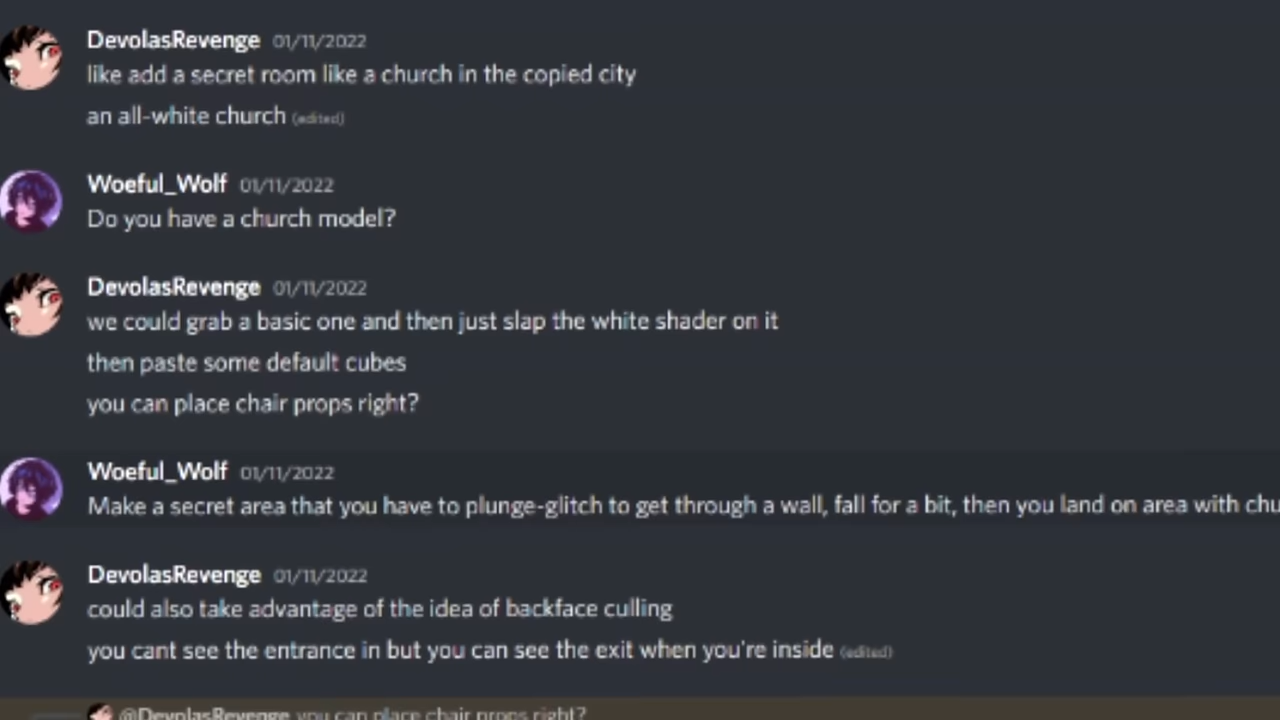 DevolasRevenge 01/11/2022
like add a secret room like a church in the copied city
an all-white church (edited)
Woeful_Wolf 01/11/2022
Do you have a church model?
DevolasRevenge 01/11/2022
we could grab a basic one and then just slap the white shader on it
then paste some default cubes
you can place chair props right?
Woeful_Wolf 01/11/2022
Make a secret area that you have to plunge-glitch to get through a wall, fall for a bit, then you land on area with chu
DevolasRevenge 01/11/2022
could also take advantage of the idea of backface culling
you cant see the entrance in but you can see the exit when you're inside (edited)
@DevolasRevenge you can place chair props right?